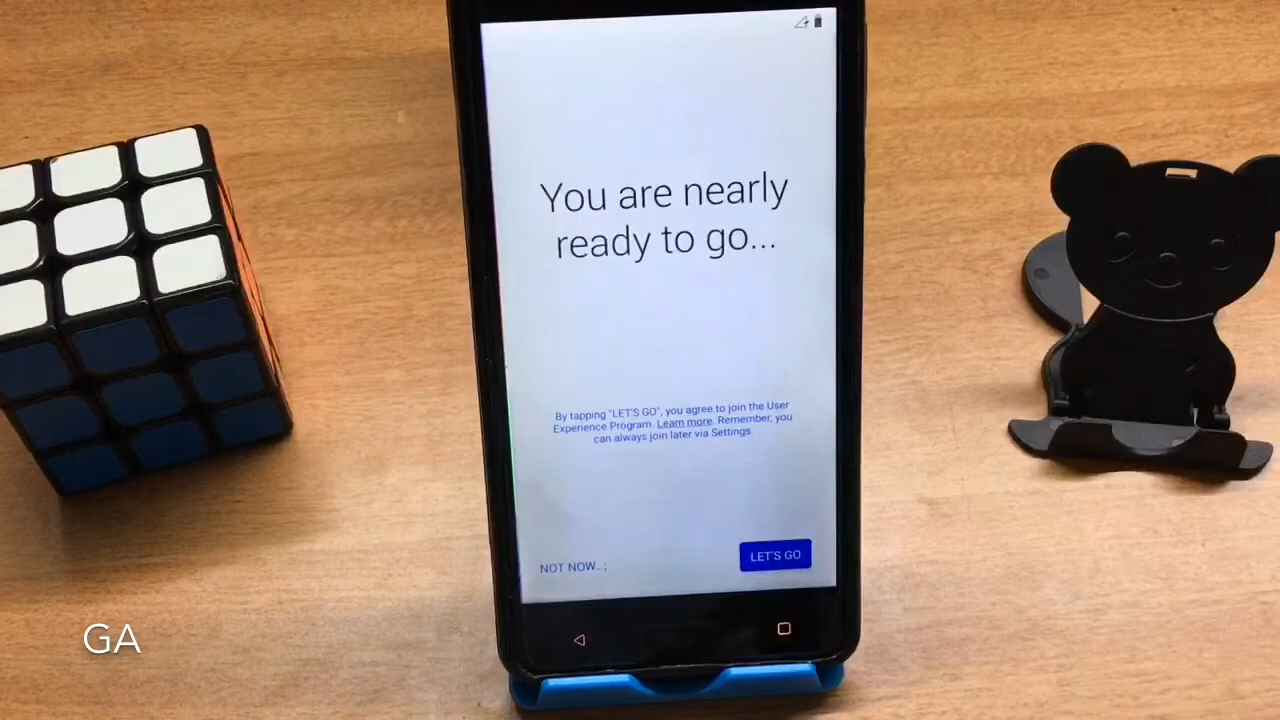 You are nearly
ready to go...
By tapping "LET'S GO", you agree to join the User
Experience Program. Learn more. Remember, you
can always join later via Settings.
NOT NOW...;
LET'S GO
GA